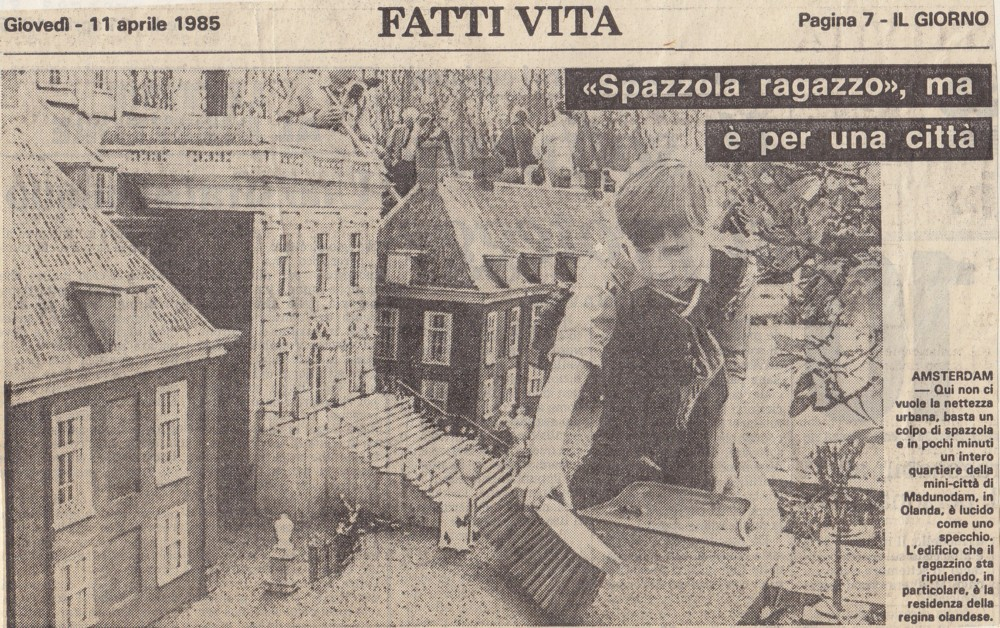 Giovedì - 11 aprile 1985
FATTI VITA
Pagina 7 - IL GIORNO
«Spazzola ragazzo», ma
è per una città
AMSTERDAM
— Qui non ci
vuole la nettezza
urbana, basta un
colpo di spazzola
e in pochi minuti
un intero
quartiere della
mini-città di
Madunodam, in
Olanda, è lucido
come uno
specchio.
L'edificio che il
ragazzino sta
ripulendo, in
particolare, è la
residenza della
regina olandese.